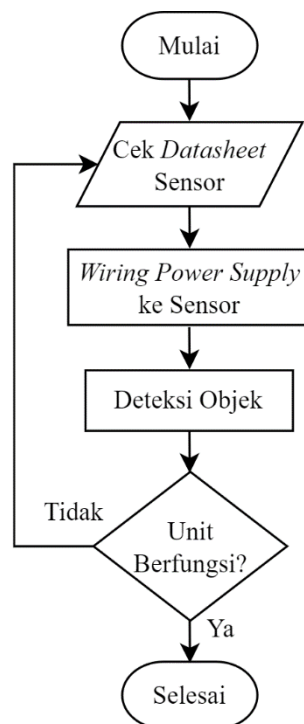 Mulai
Cek Datasheet
Sensor
Wiring Power Supply
ke Sensor
Deteksi Objek
Tidak
Unit
Berfungsi?
Ya
Selesai